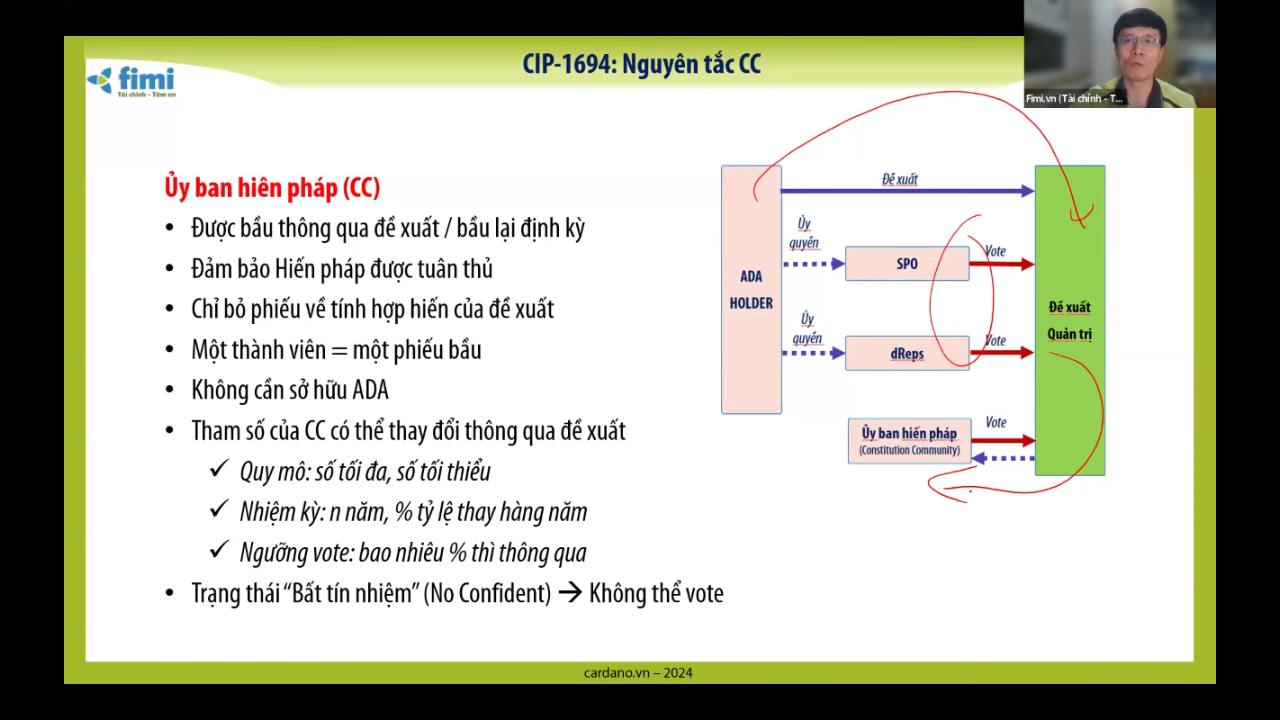 CIP-1694: Nguyên tắc CC
fimi
Tài chính - Tâm an
Fimi.vn (Tài chính - T...
Ủy ban hiên pháp (CC)
• Được bầu thông qua đề xuất / bầu lại định kỳ
• Đảm bảo Hiến pháp được tuân thủ
• Chỉ bỏ phiếu về tính hợp hiến của đề xuất
• Một thành viên = một phiếu bầu
• Không cần sở hữu ADA
• Tham số của CC có thể thay đổi thông qua đề xuất
✓ Quy mô: số tối đa, số tối thiểu
✓ Nhiệm kỳ: n năm, % tỷ lệ thay hàng năm
✓ Ngưỡng vote: bao nhiêu % thì thông qua
• Trạng thái “Bất tín nhiệm” (No Confident) → Không thể vote
ADA
HOLDER
Đề xuất
Ủy
quyền
SPO
Vote
Ủy
quyền
dReps
Vote
Ủy ban hiến pháp
(Constitution Community)
Vote
Đề xuất
Quản trị
cardano.vn – 2024